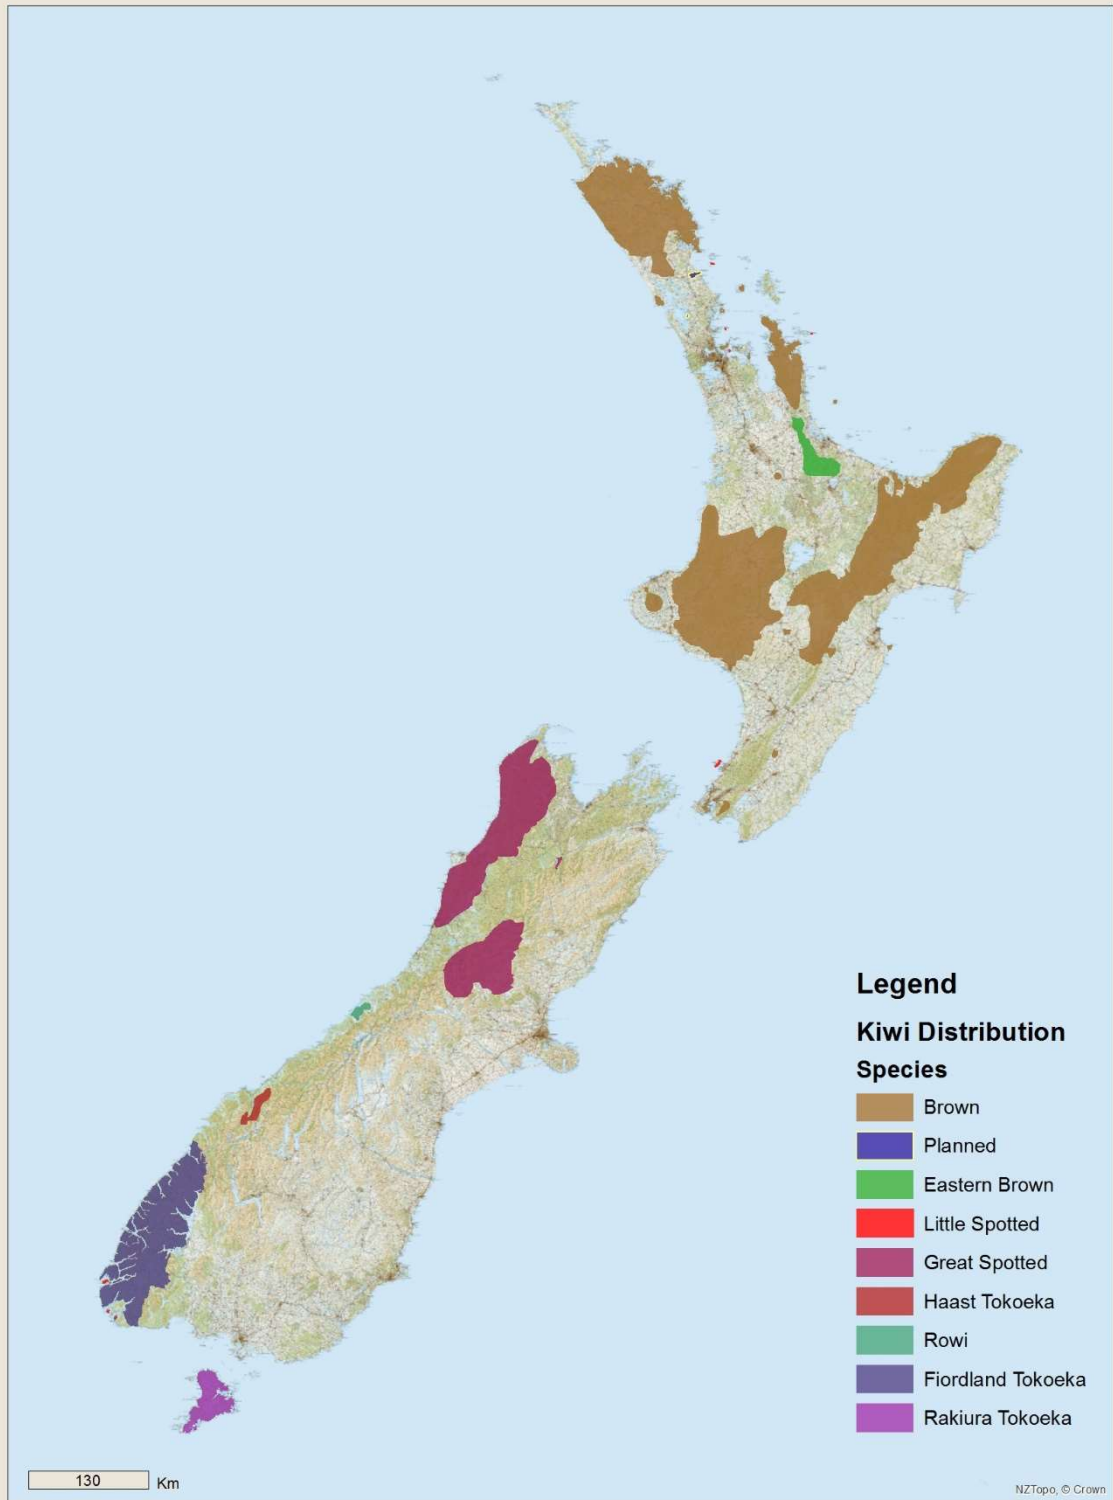 Legend
Kiwi Distribution
Species
Brown
Planned
Eastern Brown
Little Spotted
Great Spotted
Haast Tokoeka
Rowi
Fiordland Tokoeka
Rakiura Tokoeka
130 Km
NZTopo, © Crown